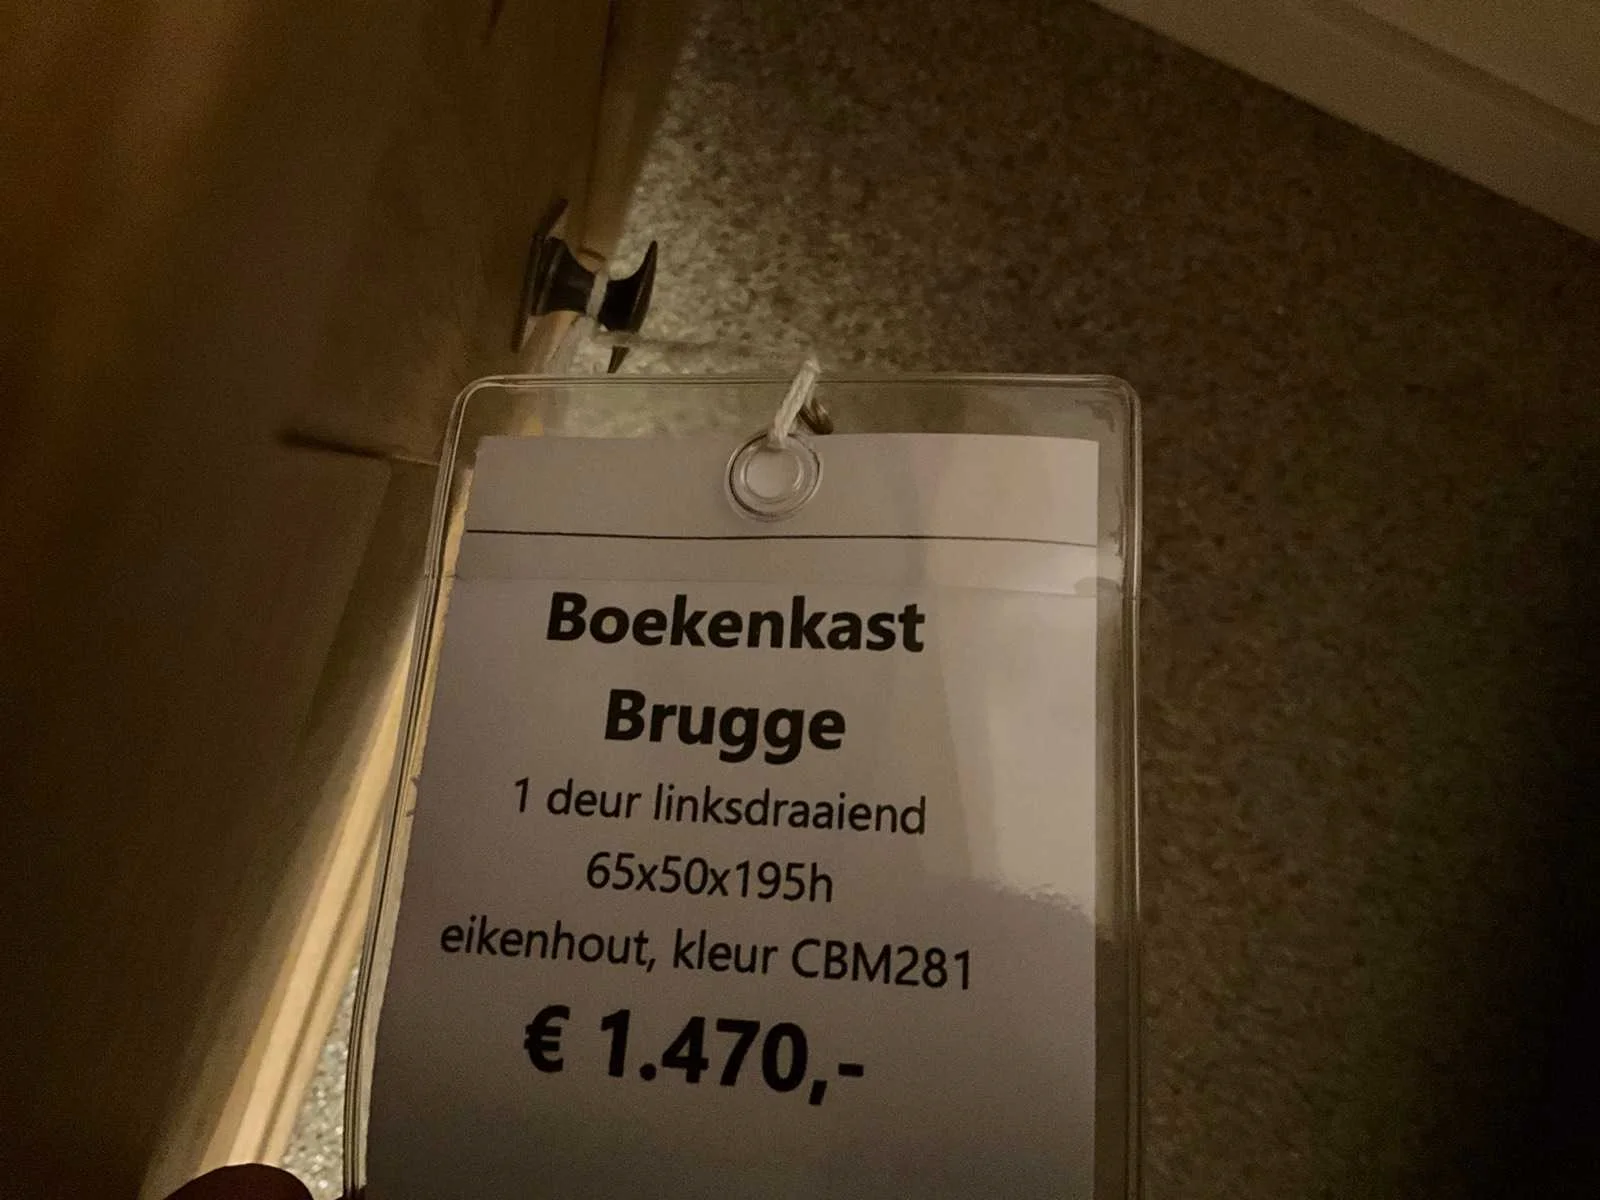 Boekenkast
Brugge
1 deur linksdraaiend
65x50x195h
eikenhout, kleur CBM281
€ 1.470,-